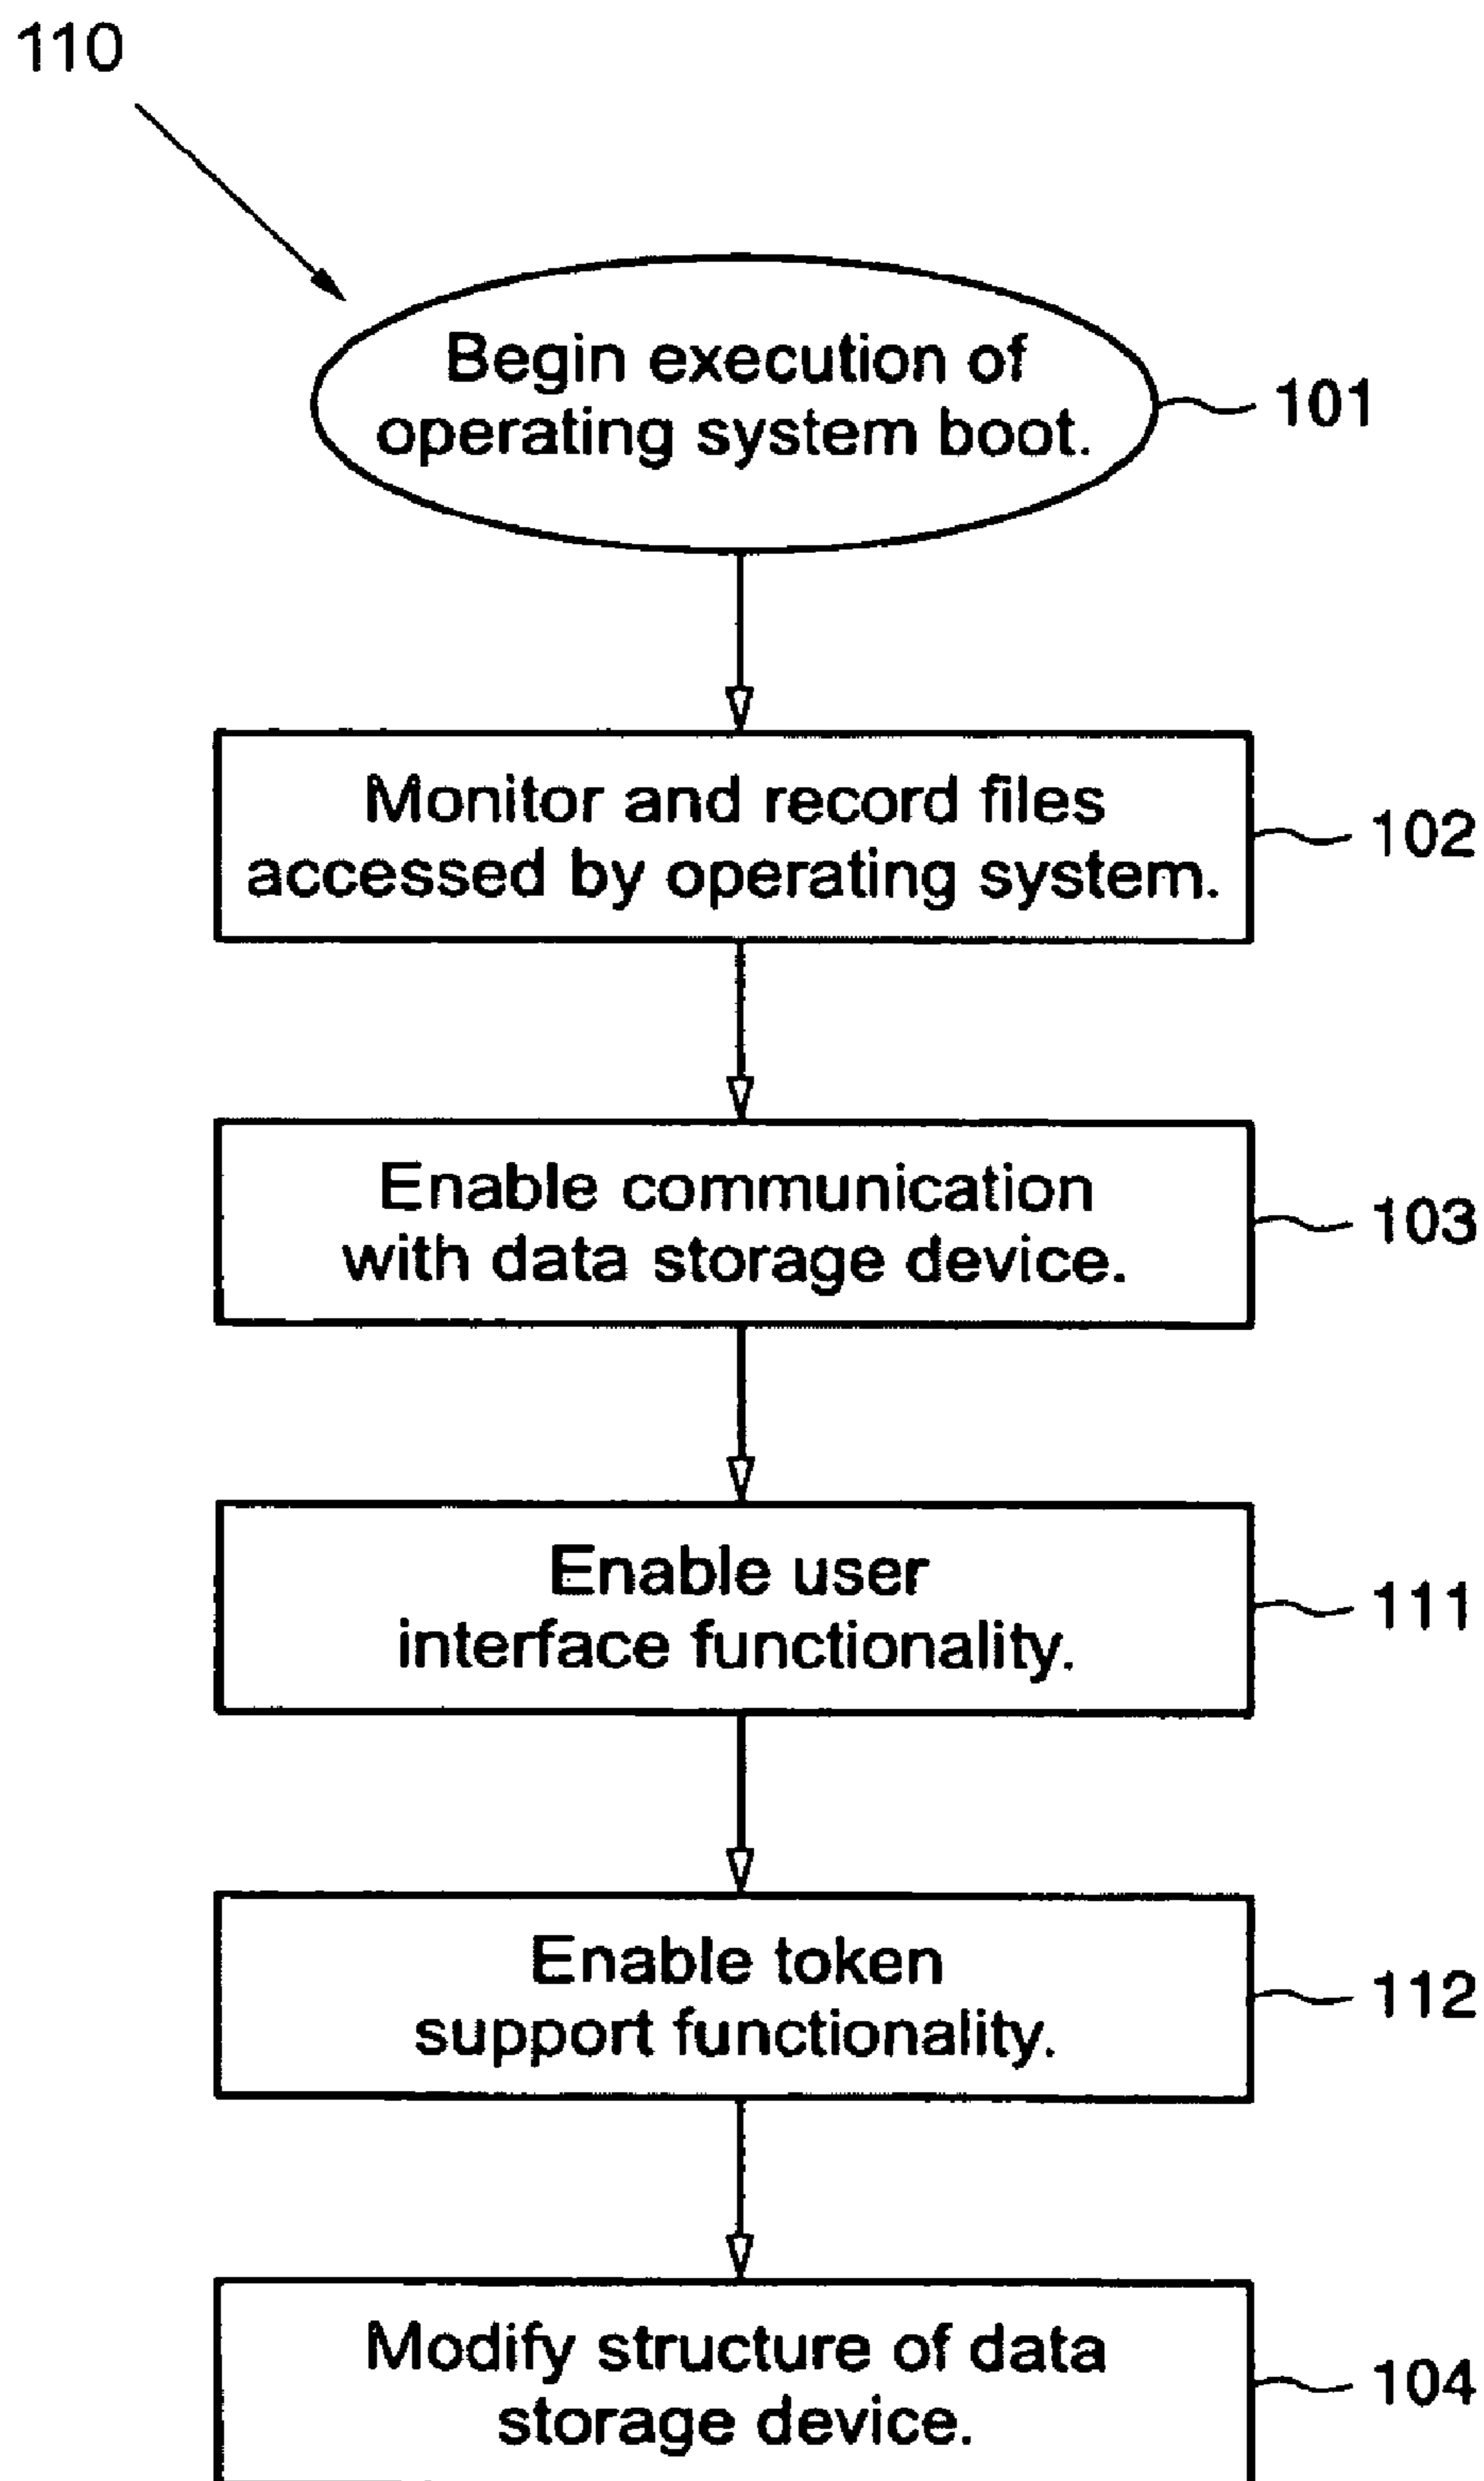 110
Begin execution of
operating system boot.
101
Monitor and record files
accessed by operating system.
102
Enable communication
with data storage device.
103
Enable user
interface functionality.
111
Enable token
support functionality.
112
Modify structure of data
storage device.
104